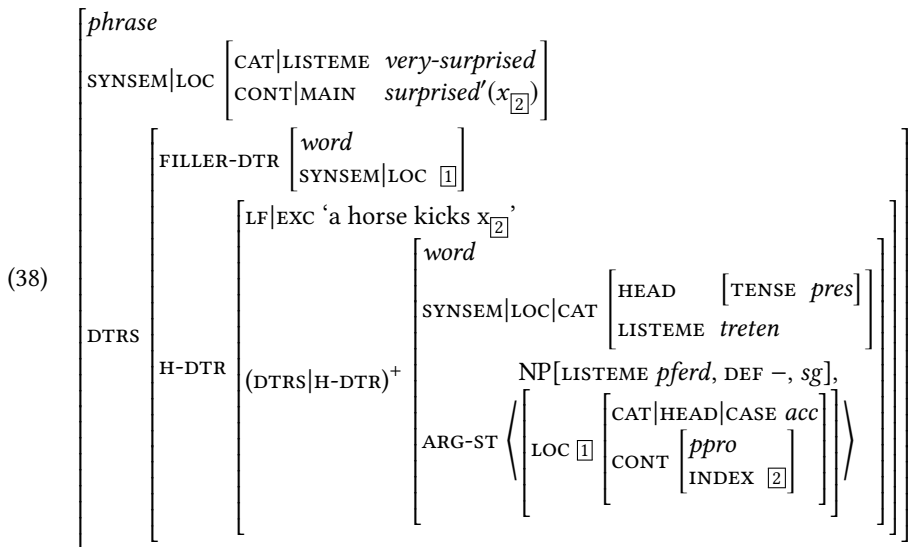 phrase
SYNSEM|LOC [CAT|LISTEME very-surprised
CONT|MAIN surprised′(x[2])]
FILLER-DTR [word
SYNSEM|LOC [1]]
LF|EXC ‘a horse kicks x[2]’
word
SYNSEM|LOC|CAT [HEAD [TENSE pres]
LISTEME treten]
(38)
DTRS
H-DTR
(DTRS|H-DTR)+
NP[LISTEME pferd, DEF −, sg],
ARG-ST ⟨[LOC [1] [CAT|HEAD|CASE acc
CONT [ppro
INDEX [2]]]]⟩